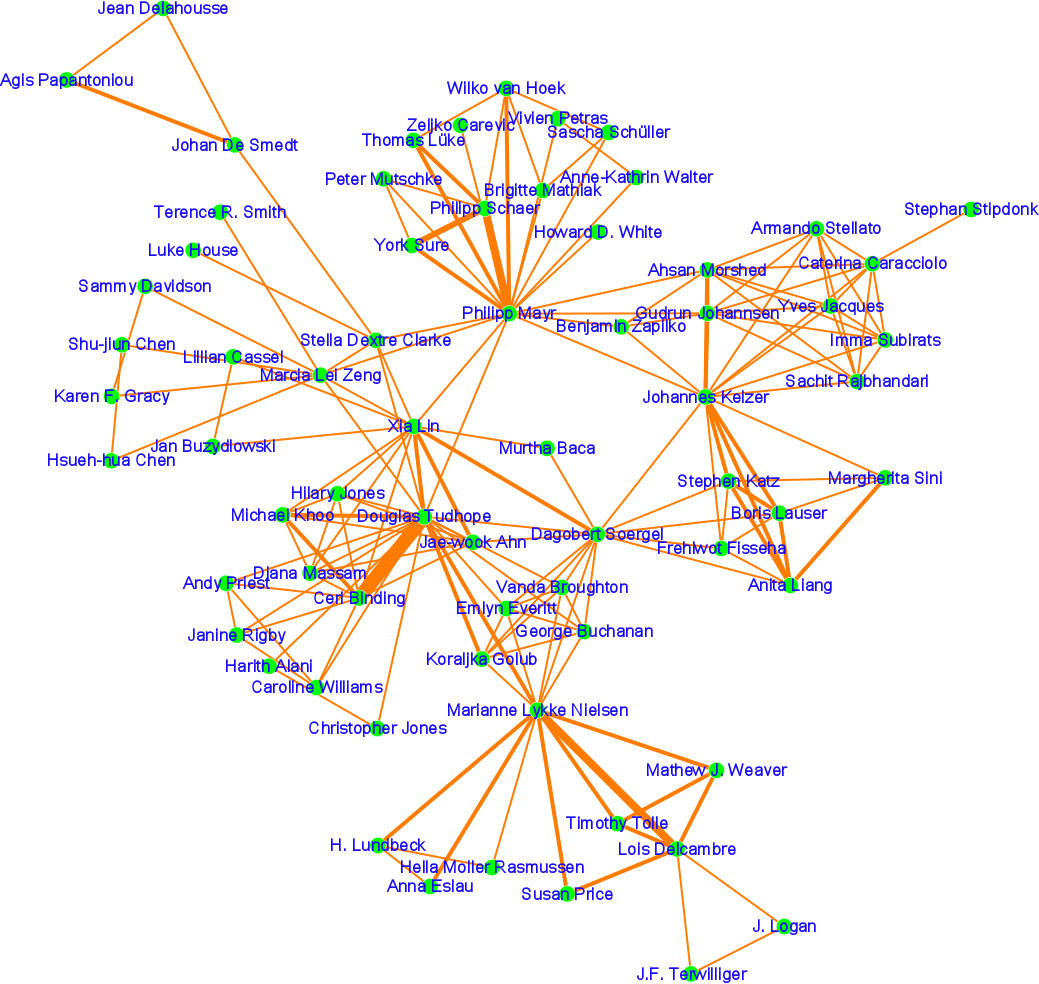 Jean Delahousse
Agis Papantoniou
Wilko van Hoek
Vivien Petras
Zeljko Carevic
Sascha Schüller
Thomas Lüke
Johan De Smedt
Peter Mutschke
Anne-Kathrin Walter
Brigitte Mathiak
Philipp Schaer
Terence R. Smith
Stephan Stipdonk
Armando Stellato
Howard D. White
York Sure
Luke House
Caterina Caracciolo
Ahsan Morshed
Sammy Davidson
Yves Jacques
Philipp Mayr
Gudrun Johannsen
Benjamin Zapilko
Stella Dextre Clarke
Imma Subirats
Shu-jiun Chen
Lillian Cassel
Marcia Lei Zeng
Sachit Rajbhandari
Karen F. Gracy
Johannes Keizer
Xia Lin
Jan Buzydlowski
Murtha Baca
Hsueh-hua Chen
Stephen Katz
Margherita Sini
Hilary Jones
Michael Khoo
Douglas Tudhope
Boris Lauser
Dagobert Soergel
Jae-wook Ahn
Frehiwot Fisseha
Diana Massam
Andy Priest
Vanda Broughton
Anita Liang
Ceri Binding
Emlyn Everitt
Janine Rigby
George Buchanan
Koraljka Golub
Harith Alani
Caroline Williams
Marianne Lykke Nielsen
Christopher Jones
Mathew J. Weaver
Timothy Tolle
H. Lundbeck
Lois Delcambre
Hella Moller Rasmussen
Anna Eslau
Susan Price
J. Logan
J.F. Terwilliger